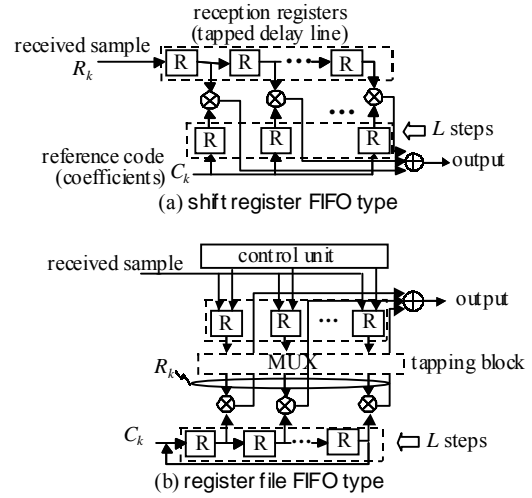 reception registers
(tapped delay line)
received sample
R_k
R R ••• R
•••
R R R
L steps
reference code
(coefficients) C_k
output
(a) shift register FIFO type
control unit
received sample
output
R R ••• R
MUX
tapping block
R_k
C_k
R R ••• R
L steps
(b) register file FIFO type